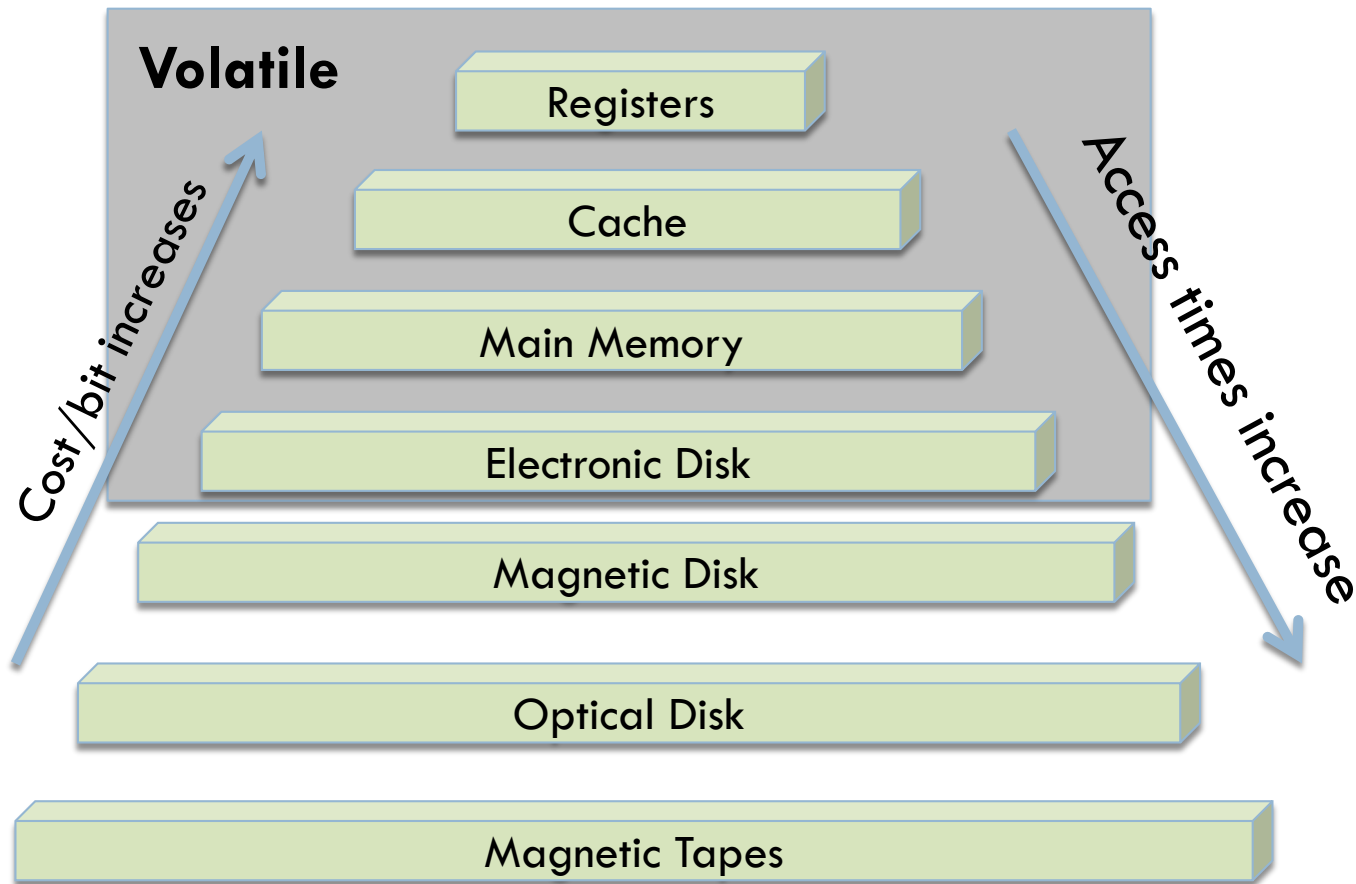 Volatile
Registers
Cache
Main Memory
Electronic Disk
Magnetic Disk
Optical Disk
Magnetic Tapes
Cost/bit increases
Access times increase